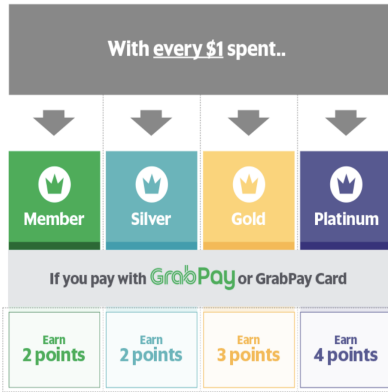 With every $1 spent..
Member Silver Gold Platinum
If you pay with GrabPay or GrabPay Card
Earn Earn Earn Earn
2 points 2 points 3 points 4 points